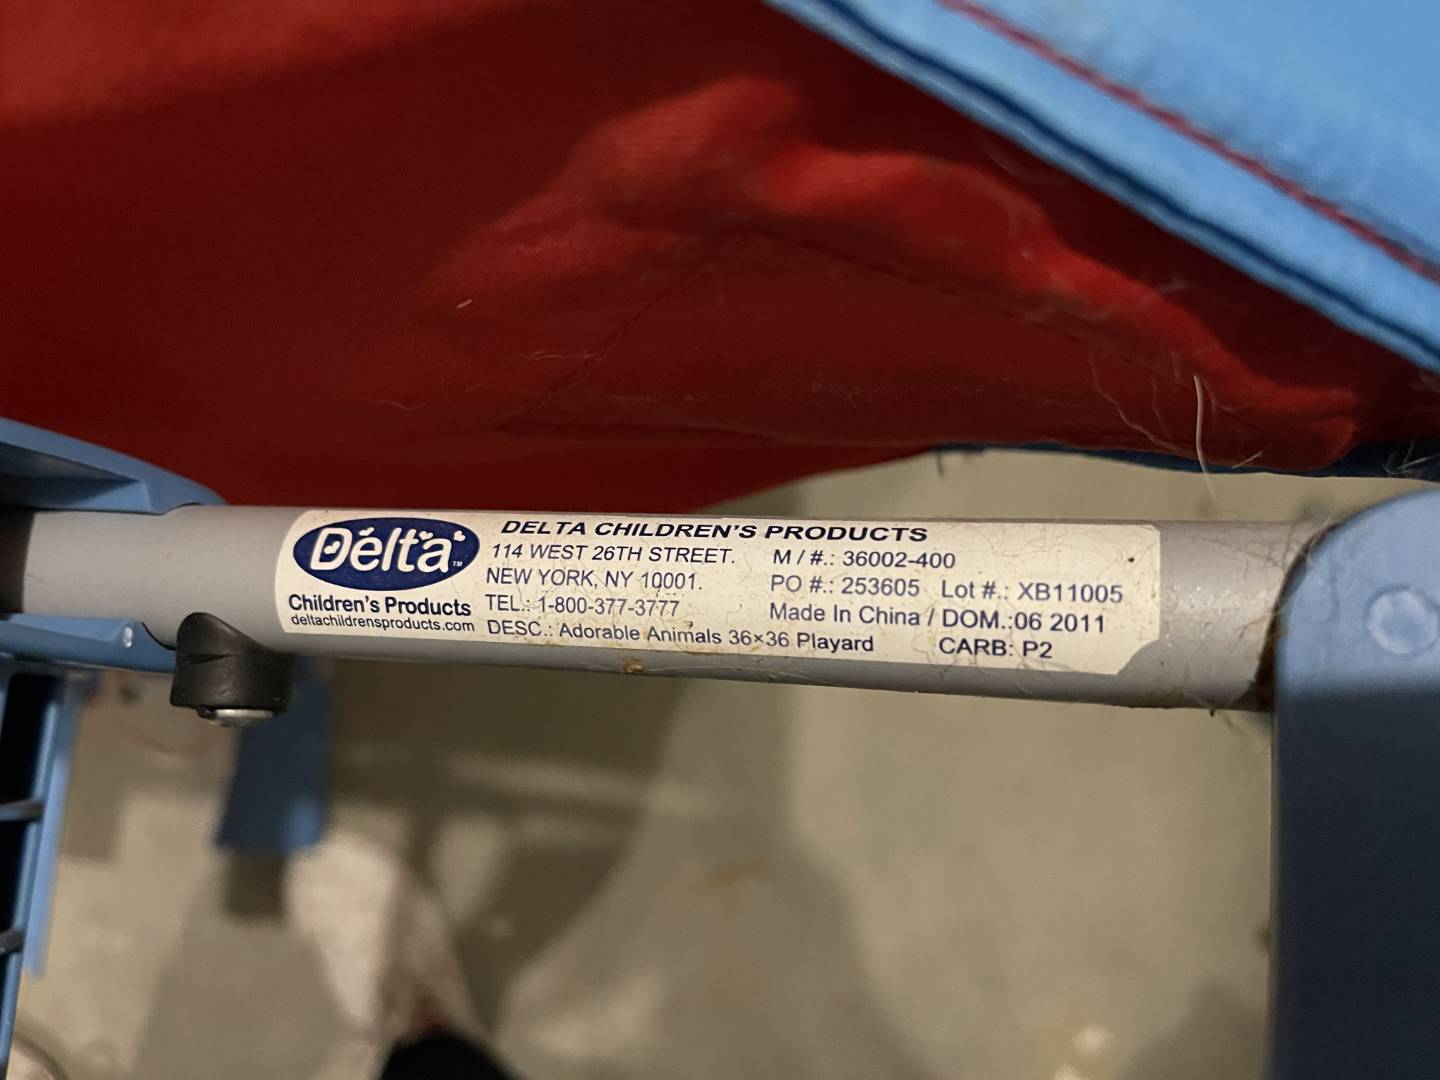 Delta™
Children's Products
deltachildrensproducts.com
DELTA CHILDREN'S PRODUCTS
114 WEST 26TH STREET.
NEW YORK, NY 10001.
TEL.: 1-800-377-3777
DESC.: Adorable Animals 36×36 Playard
M / #.: 36002-400
PO #.: 253605 Lot #.: XB11005
Made In China / DOM.:06 2011
CARB: P2